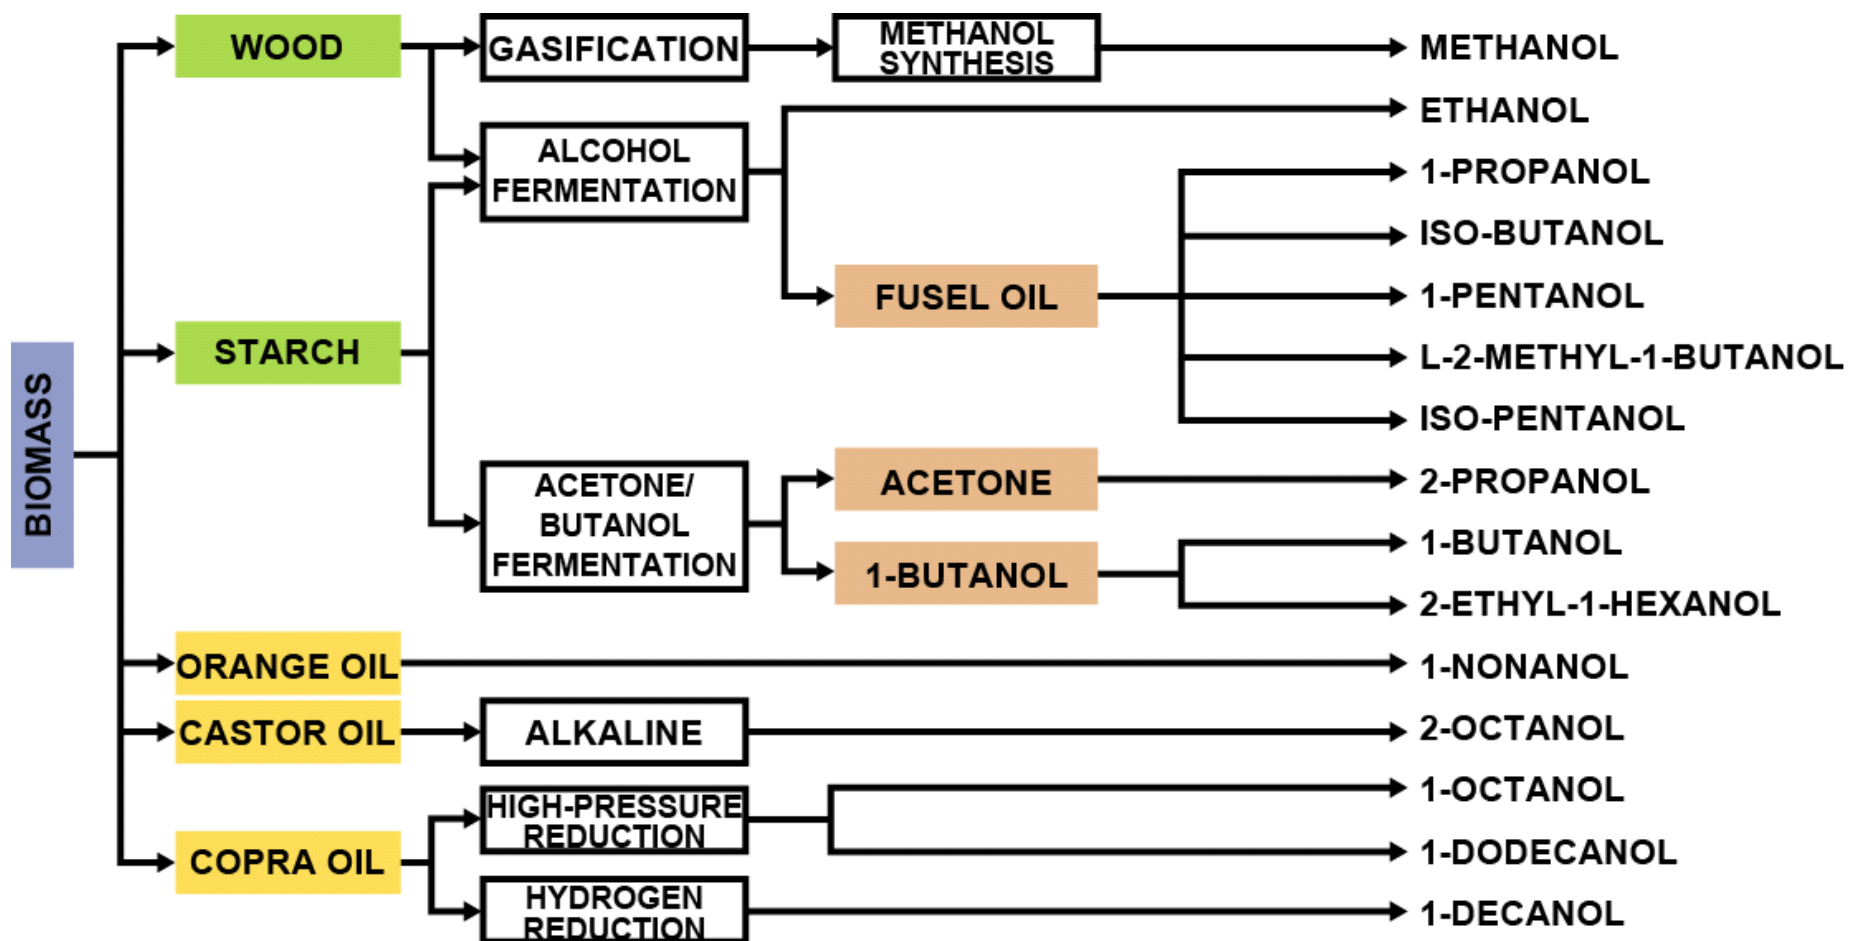 WOOD
GASIFICATION
METHANOL
SYNTHESIS
METHANOL
ETHANOL
ALCOHOL
FERMENTATION
1-PROPANOL
ISO-BUTANOL
FUSEL OIL
1-PENTANOL
STARCH
L-2-METHYL-1-BUTANOL
ISO-PENTANOL
BIOMASS
ACETONE/
BUTANOL
FERMENTATION
ACETONE
2-PROPANOL
1-BUTANOL
1-BUTANOL
2-ETHYL-1-HEXANOL
ORANGE OIL
1-NONANOL
CASTOR OIL
ALKALINE
2-OCTANOL
COPRA OIL
HIGH-PRESSURE
REDUCTION
1-OCTANOL
1-DODECANOL
HYDROGEN
REDUCTION
1-DECANOL